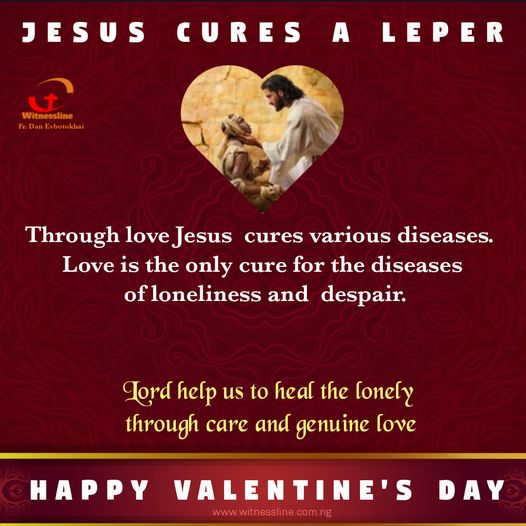 JESUS CURES A LEPER
Witnessline
Fr. Dan Evbotokhai
Through love Jesus cures various diseases.
Love is the only cure for the diseases
of loneliness and despair.
Lord help us to heal the lonely
through care and genuine love
HAPPY VALENTINE'S DAY
www.witnessline.com.ng